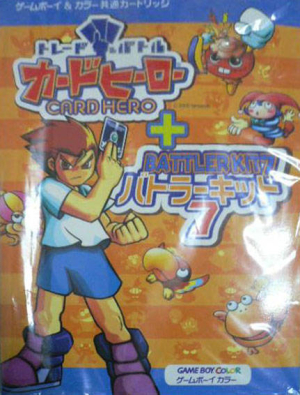 ゲームボーイ＆カラー共通カートリッジ
トレード&バトル
カードヒーロー
CARD HERO
+
BATTLER KIT7
バトラーキット
7
GAME BOY COLOR
ゲームボーイ カラー